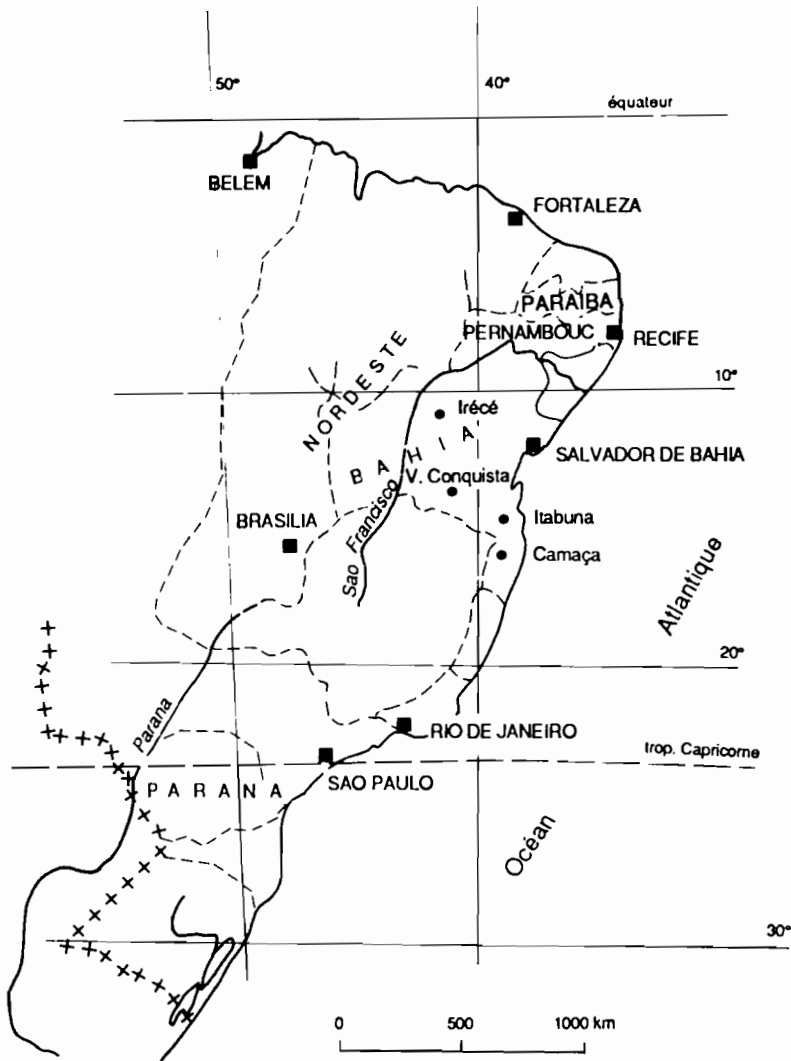 50°
40°
équateur
BELEM
FORTALEZA
PARAIBA
PERNAMBOUC
RECIFE
NORDESTE
10°
Irécé
BAHIA
SALVADOR DE BAHIA
V. Conquista
Sao Francisco
Itabuna
BRASILIA
Camaça
Atlantique
20°
Parana
RIO DE JANEIRO
trop. Capricorne
SAO PAULO
PARANA
Océan
30°
0 500 1000 km